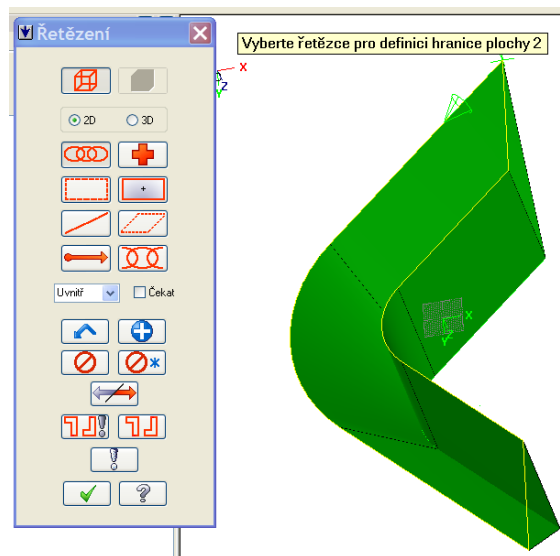 Řetězení
Vyberte řetězce pro definici hranice plochy 2
X
Y
Z
2D
3D
Uvnitř
Čekat
X
Y
Z